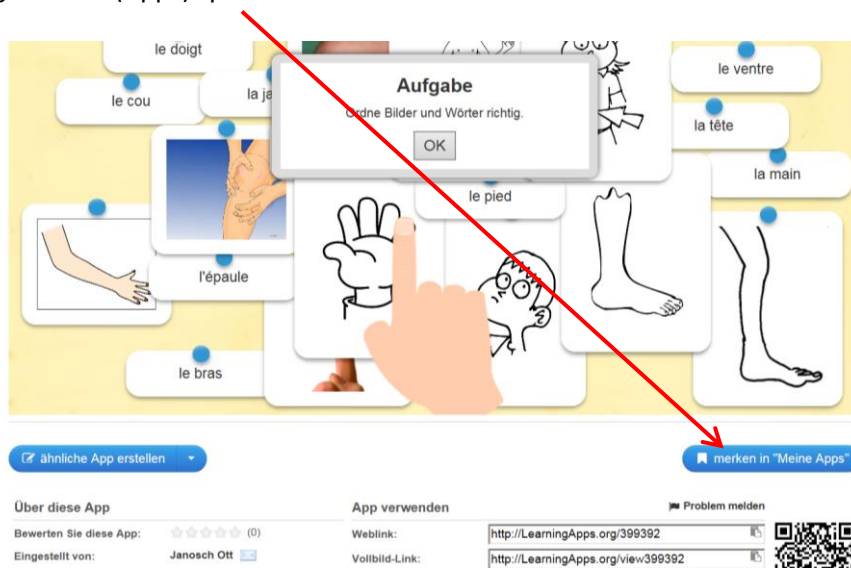 le doigt
le ventre
le cou
Aufgabe
la tête
Ordne Bilder und Wörter richtig.
OK
la main
le pied
l'épaule
le bras
ähnliche App erstellen
merken in "Meine Apps"
Über diese App
App verwenden
Problem melden
Bewerten Sie diese App: (0)
Weblink: http://LearningApps.org/399392
Eingestellt von: Janosch Ott
Vollbild-Link: http://LearningApps.org/view399392